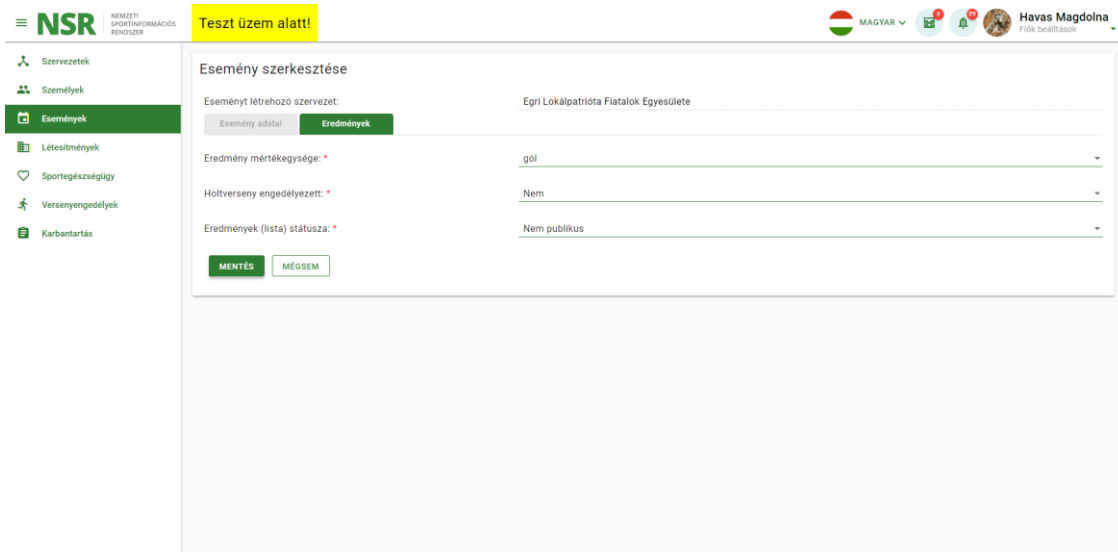 NSR
NEMZETI
SPORTINFORMÁCIÓS
RENDSZER
Teszt üzem alatt!
MAGYAR
2
29
Havas Magdolna
Fiók beállítások
Szervezetek
Személyek
Események
Létesítmények
Sportegészségügy
Versenyengedélyek
Karbantartás
Esemény szerkesztése
Eseményt létrehozó szervezet: Egri Lokálpatrióta Fiatalok Egyesülete
Esemény adatai Eredmények
Eredmény mértékegysége: * gól
Holtverseny engedélyezett: * Nem
Eredmények (lista) státusza: * Nem publikus
MENTÉS MÉGSEM